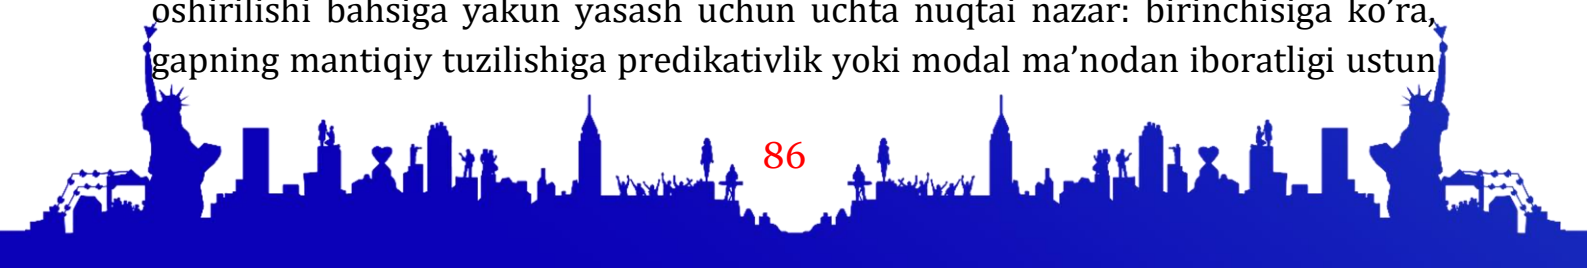 oshirilishi bahsiga yakun yasash uchun uchta nuqtai nazar: birinchisiga ko’ra,
gapning mantiqiy tuzilishiga predikativlik yoki modal ma’nodan iboratligi ustun
86